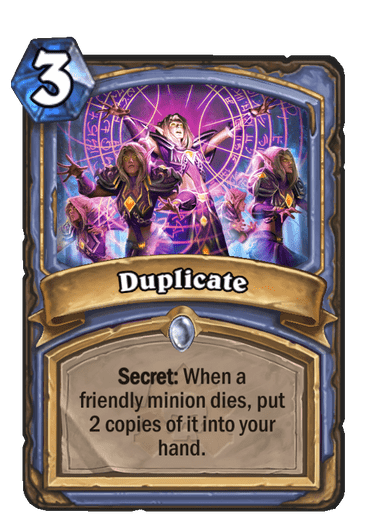 3
Duplicate
Secret: When a
friendly minion dies, put
2 copies of it into your
hand.